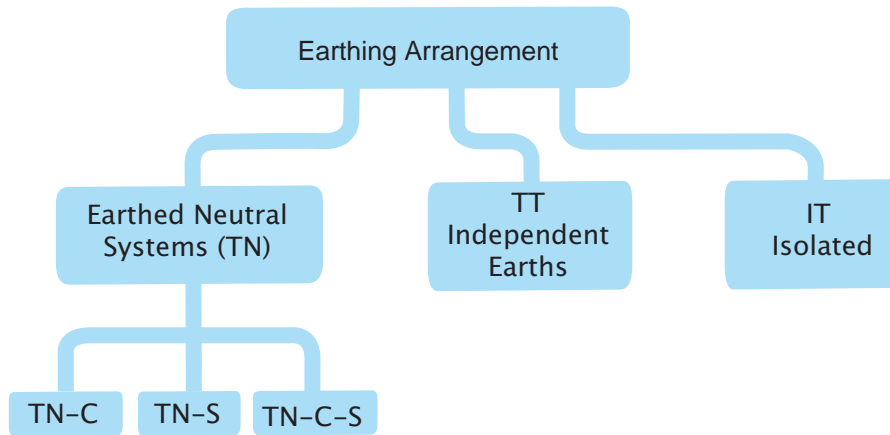 Earthing Arrangement
Earthed Neutral
Systems (TN)
TT
Independent
Earths
IT
Isolated
TN–C
TN–S
TN–C–S